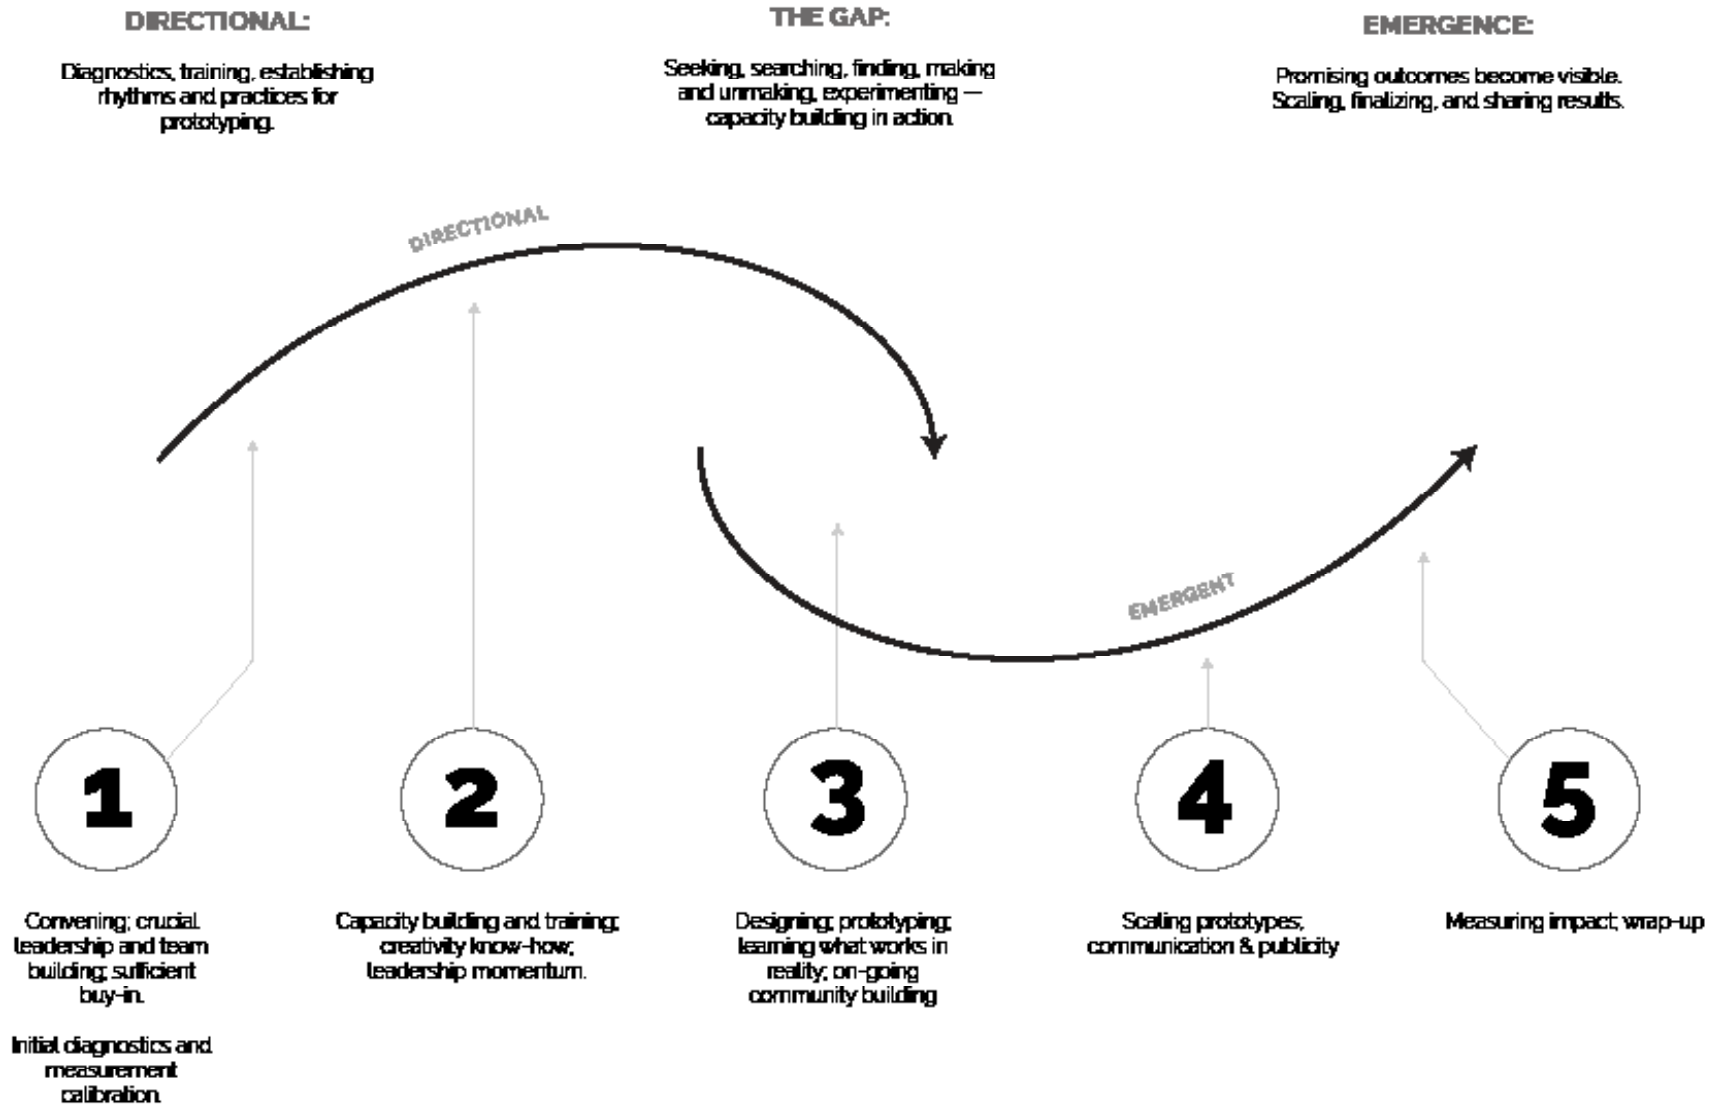 DIRECTIONAL:
Diagnostics, training, establishing
rhythms and practices for
prototyping.
THE GAP:
Seeking, searching, finding, making
and unmaking, experimenting —
capacity building in action.
EMERGENCE:
Promising outcomes become visible.
Scaling, finalizing, and sharing results.
DIRECTIONAL
EMERGENT
1
Convening; crucial
leadership and team
building; sufficient
buy-in.
Initial diagnostics and
measurement
calibration.
2
Capacity building and training;
creativity know-how;
leadership momentum.
3
Designing; prototyping;
learning what works in
reality; on-going
community building
4
Scaling prototypes;
communication & publicity
5
Measuring impact; wrap-up